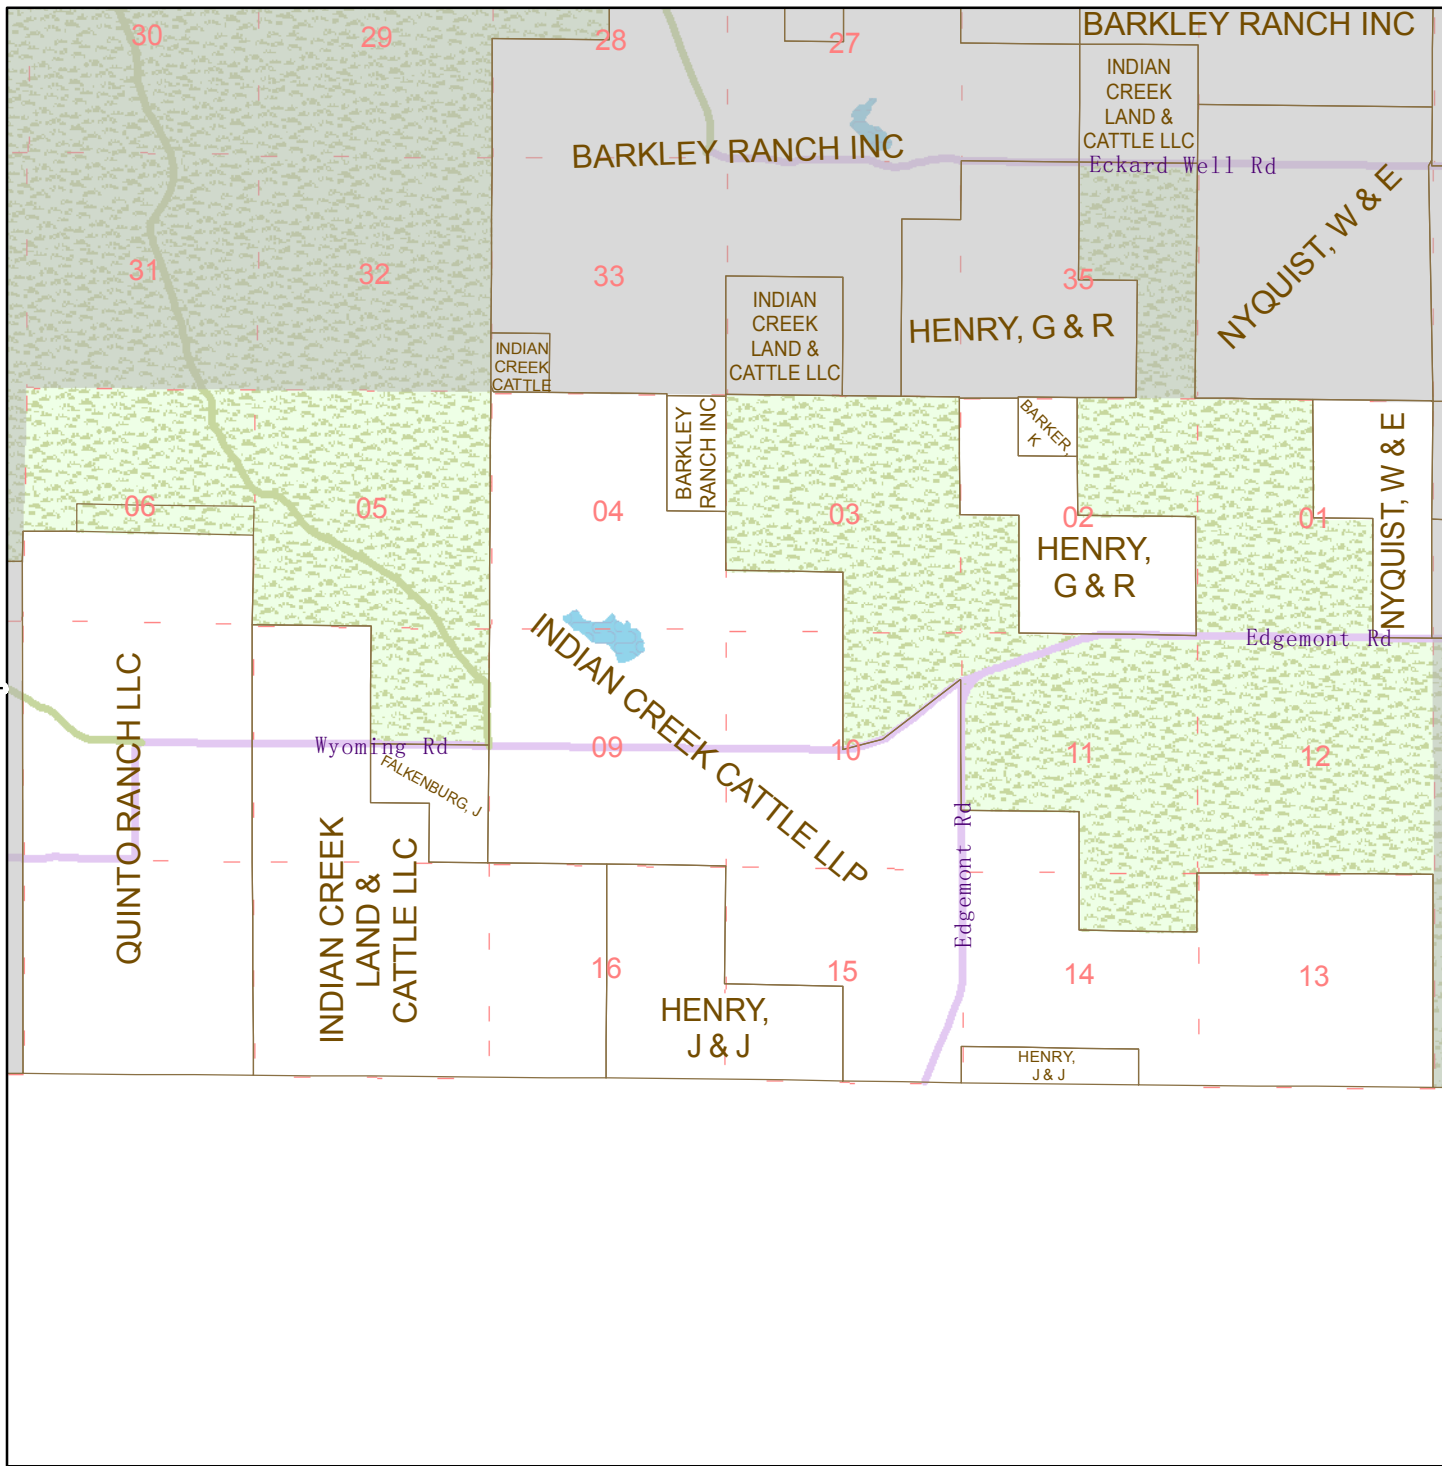 30
29
28
27
BARKLEY RANCH INC
INDIAN
CREEK
LAND &
CATTLE LLC
BARKLEY RANCH INC
Eckard Well Rd
NYQUIST, W & E
31
32
33
35
INDIAN
CREEK
LAND &
CATTLE LLC
HENRY, G & R
INDIAN
CREEK
CATTLE
BARKLEY
RANCH INC
BARKER,
K
NYQUIST, W & E
06
05
04
03
02
01
HENRY,
G & R
Edgemont Rd
INDIAN CREEK CATTLE LLP
QUINTO RANCH LLC
Wyoming Rd
09
10
11
12
FALKENBURG, J
INDIAN CREEK
LAND &
CATTLE LLC
Edgemont Rd
16
15
14
13
HENRY,
J & J
HENRY,
J & J